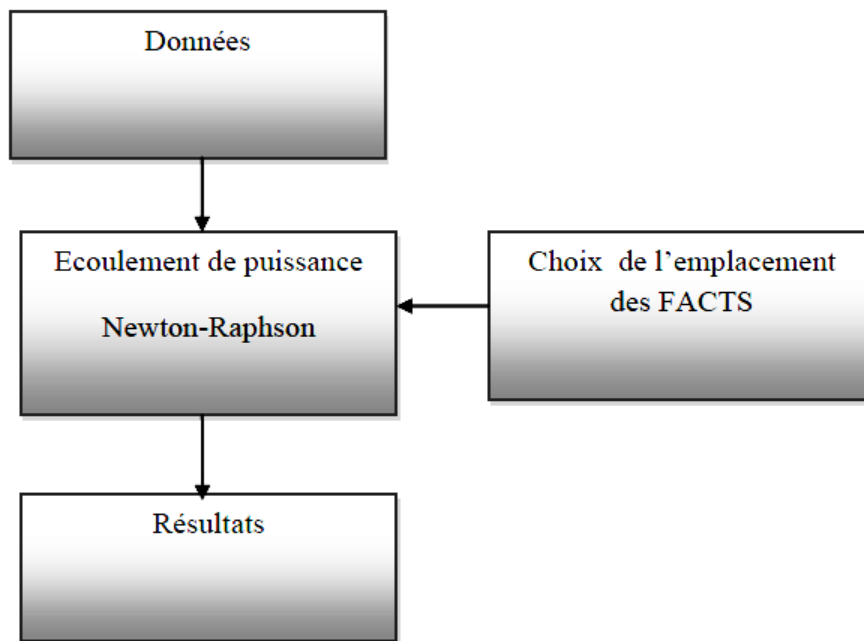 Données
Ecoulement de puissance
Newton-Raphson
Choix de l'emplacement
des FACTS
Résultats